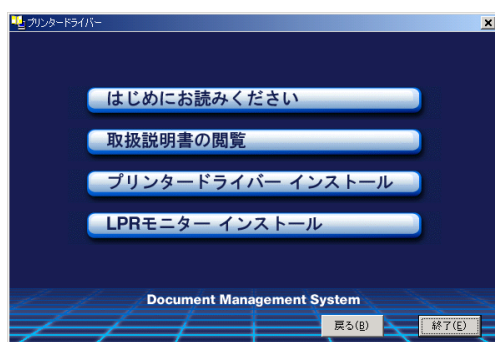 プリンタードライバー
はじめにお読みください
取扱説明書の閲覧
プリンタードライバー インストール
LPRモニター インストール
Document Management System
戻る(B)
終了(E)